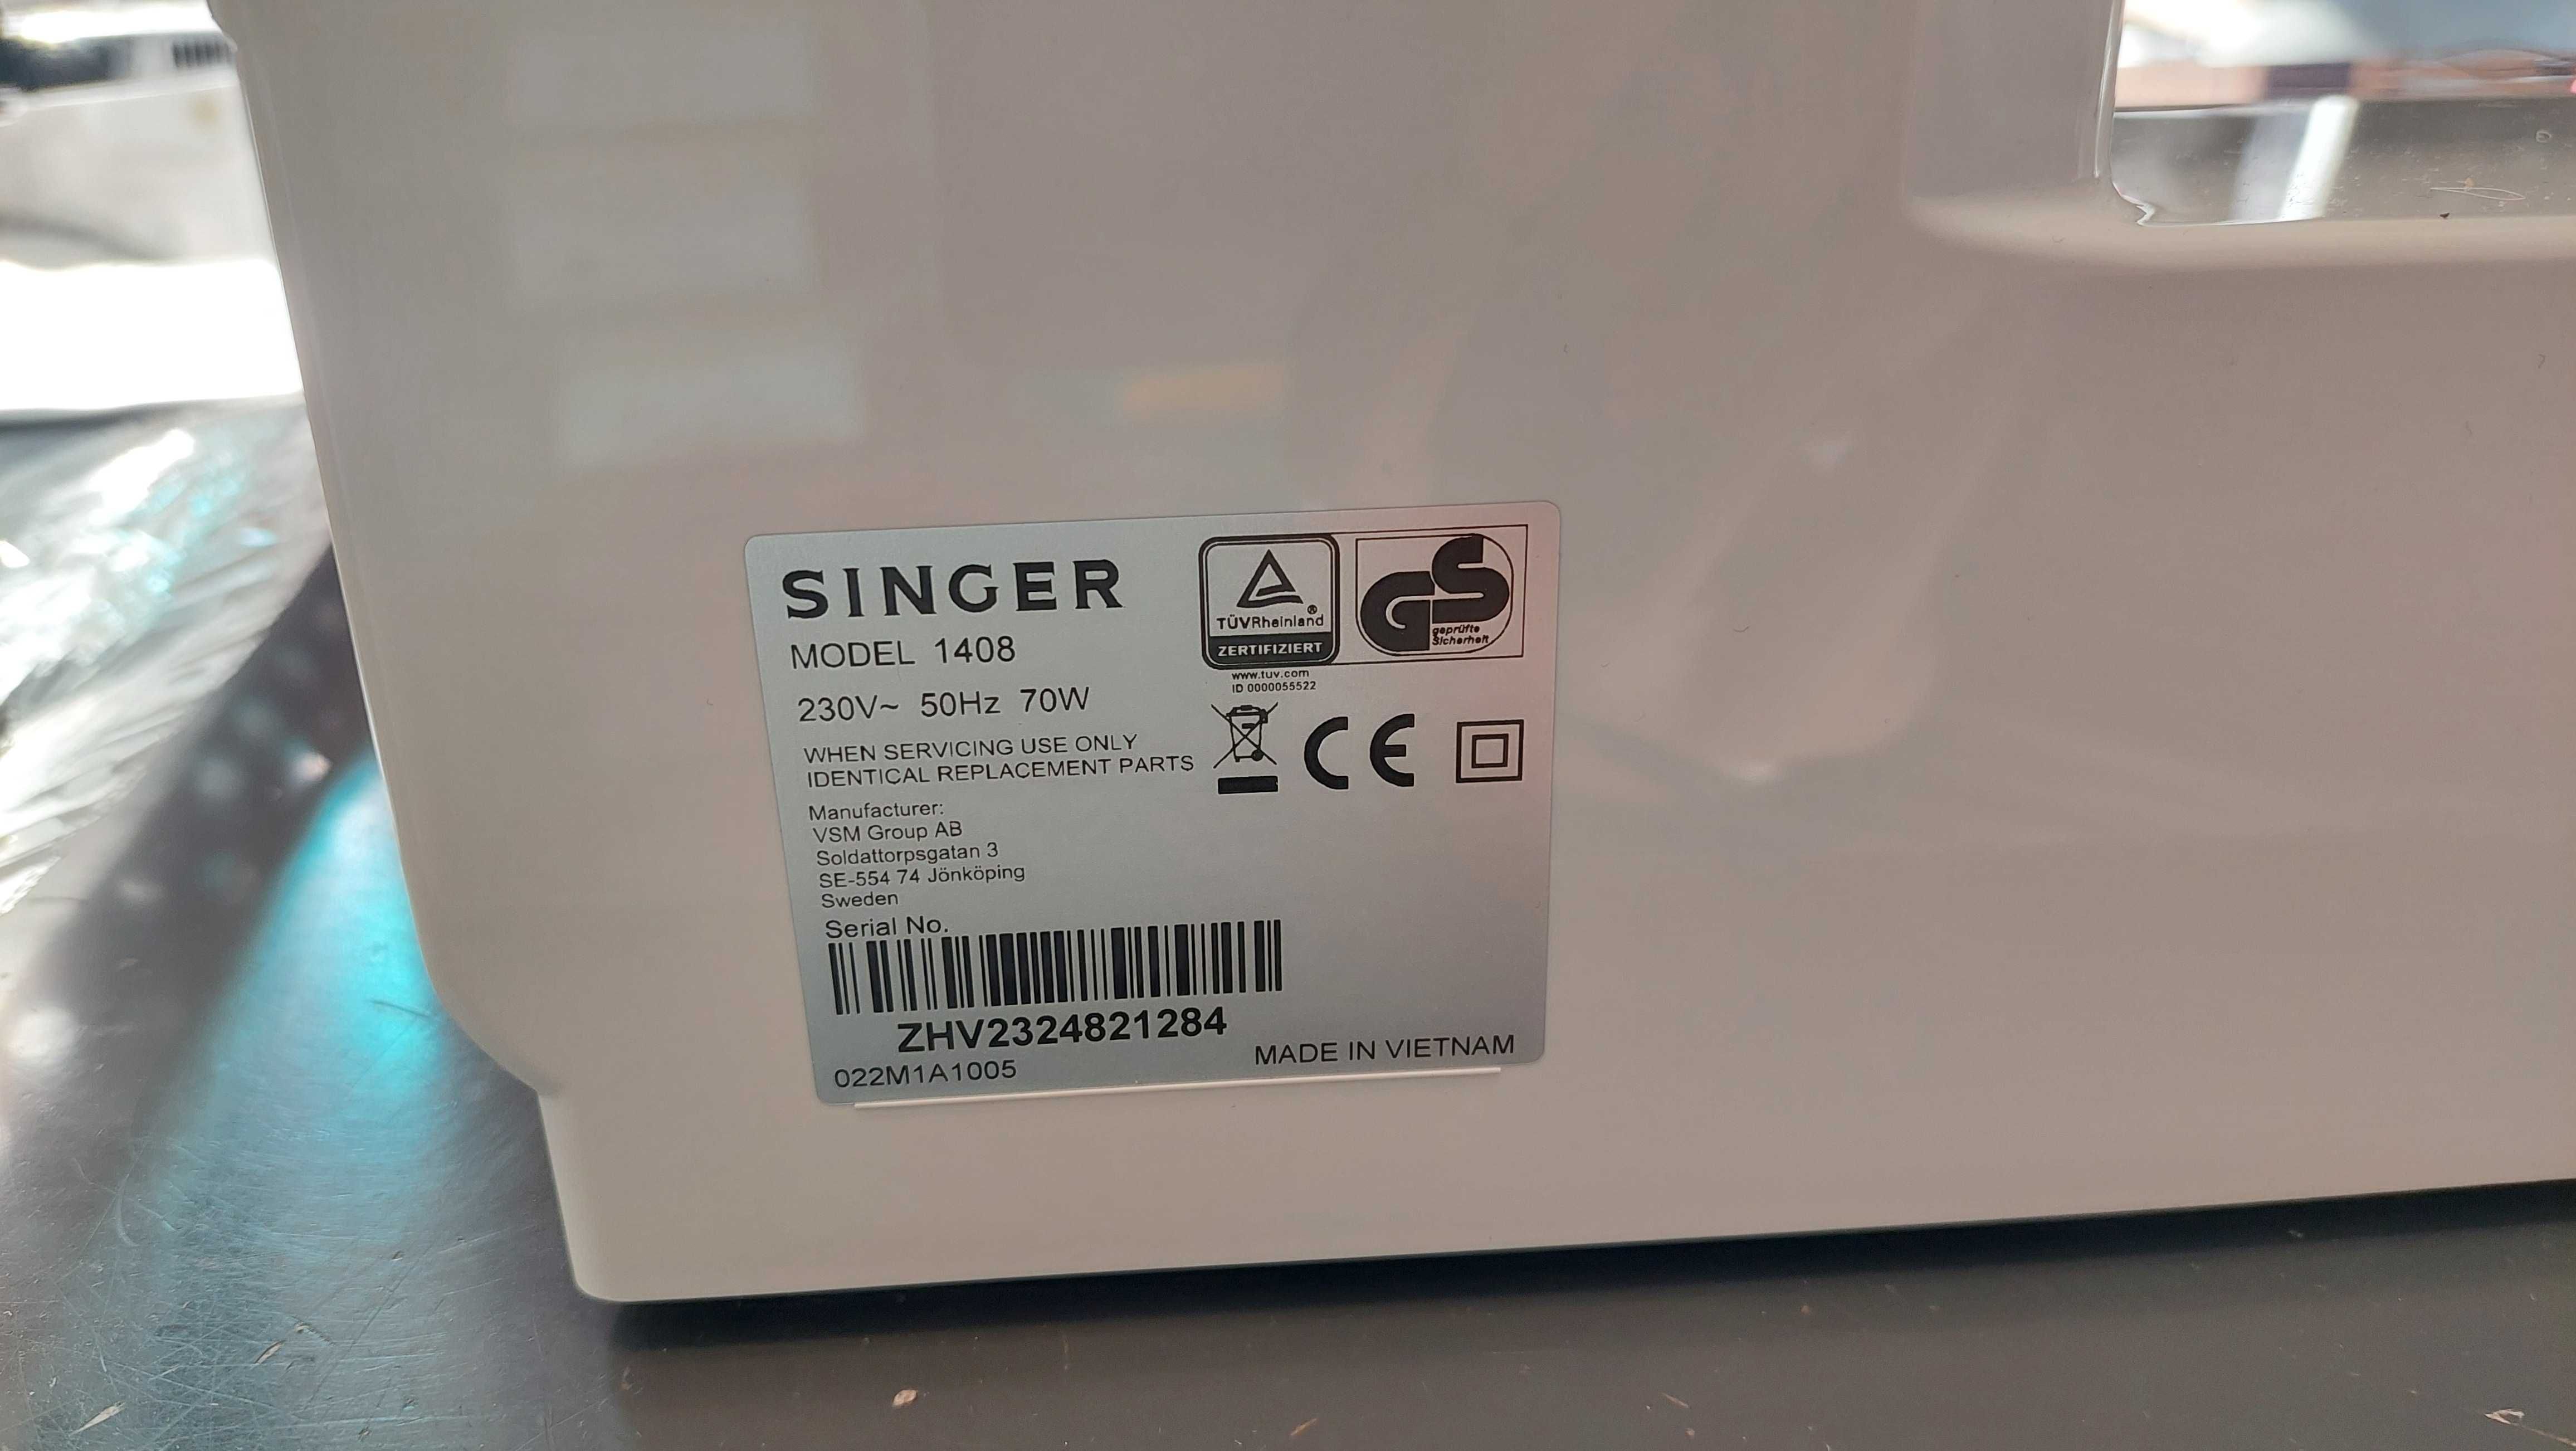 SINGER
MODEL 1408
230V~ 50Hz 70W
WHEN SERVICING USE ONLY
IDENTICAL REPLACEMENT PARTS
Manufacturer:
VSM Group AB
Soldattorpsgatan 3
SE-554 74 Jönköping
Sweden
Serial No.
ZHV2324821284
022M1A1005
MADE IN VIETNAM
TÜVRheinland®
ZERTIFIZIERT
www.tuv.com
ID 0000055522
GS
geprüfte
Sicherheit
CE